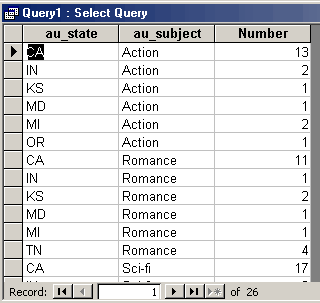 Query1 : Select Query
au_state au_subject Number
CA Action 13
IN Action 2
KS Action 1
MD Action 1
MI Action 2
OR Action 1
CA Romance 11
IN Romance 1
KS Romance 2
MD Romance 1
MI Romance 1
TN Romance 4
CA Sci-fi 17
Record: 1 of 26